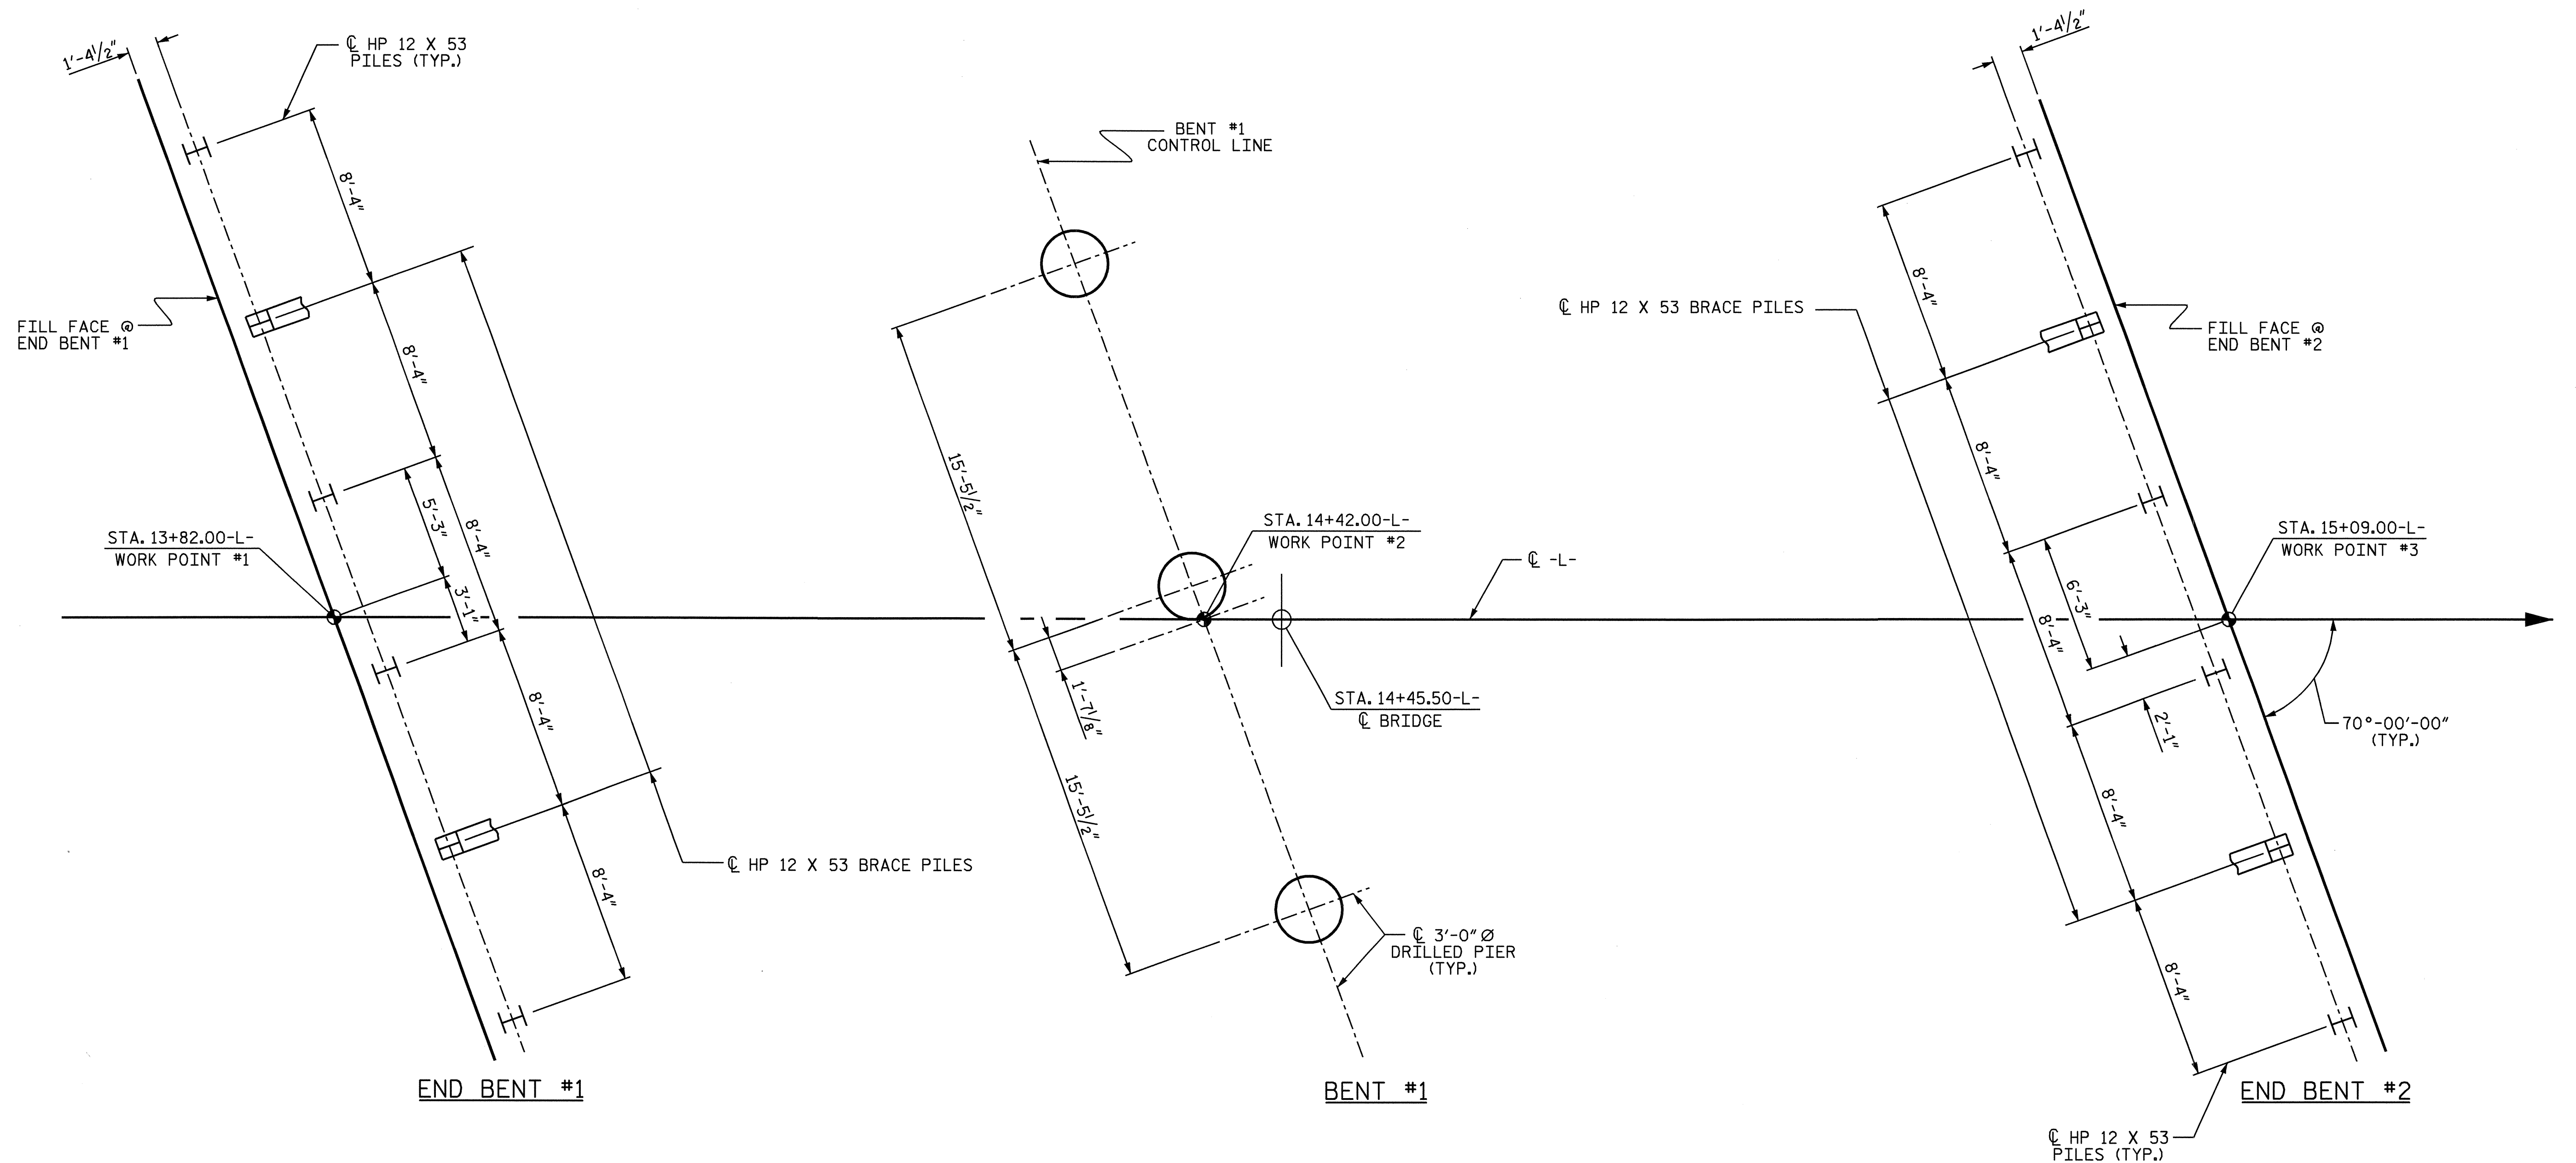 1'-4½"
℄ HP 12 X 53
PILES (TYP.)
8'-4"
8'-4"
5'-3"
8'-4"
3'-1"
8'-4"
8'-4"
FILL FACE @
END BENT #1
STA. 13+82.00-L-
WORK POINT #1
℄ HP 12 X 53 BRACE PILES
END BENT #1
BENT #1
CONTROL LINE
15'-5½"
STA. 14+42.00-L-
WORK POINT #2
℄ -L-
1'-7⅛"
STA. 14+45.50-L-
℄ BRIDGE
15'-5½"
℄ 3'-0" Ø
DRILLED PIER
(TYP.)
BENT #1
1'-4½"
8'-4"
℄ HP 12 X 53 BRACE PILES
FILL FACE @
END BENT #2
8'-4"
STA. 15+09.00-L-
WORK POINT #3
6'-3"
8'-4"
2'-1"
70°-00'-00"
(TYP.)
8'-4"
8'-4"
END BENT #2
℄ HP 12 X 53
PILES (TYP.)